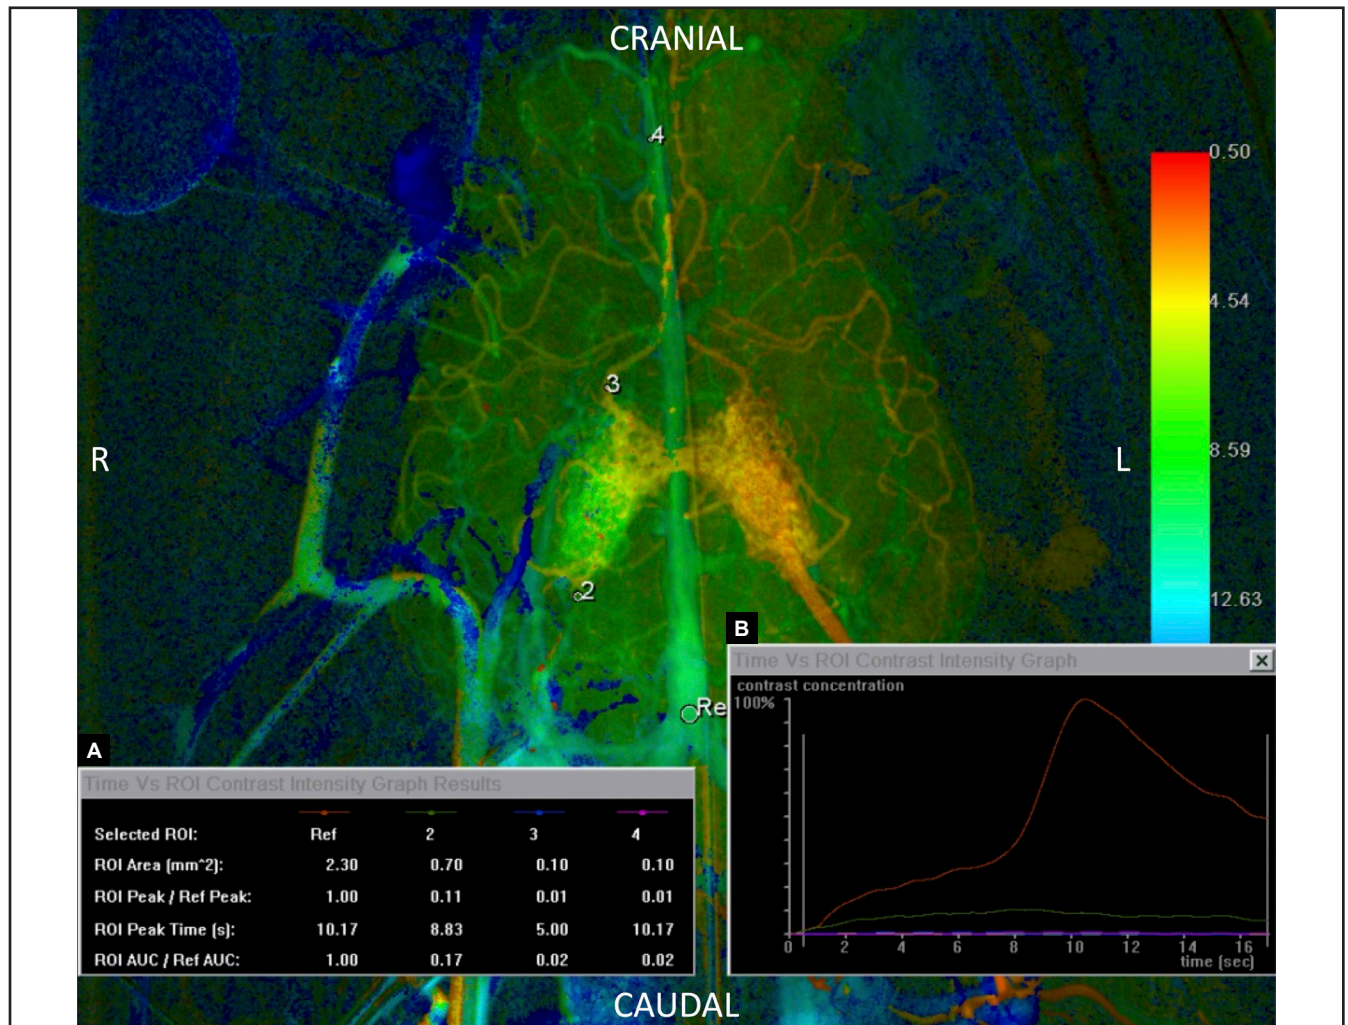 CRANIAL
4
0.50
4.54
3
R
L
8.59
2
12.63
B
Time Vs ROI Contrast Intensity Graph
contrast concentration
100%
Re
0 2 4 6 8 10 12 14 16
time (sec)
A
Time Vs ROI Contrast Intensity Graph Results
Selected ROI: Ref 2 3 4
ROI Area (mm^2): 2.30 0.70 0.10 0.10
ROI Peak / Ref Peak: 1.00 0.11 0.01 0.01
ROI Peak Time (s): 10.17 8.83 5.00 10.17
ROI AUC / Ref AUC: 1.00 0.17 0.02 0.02
CAUDAL